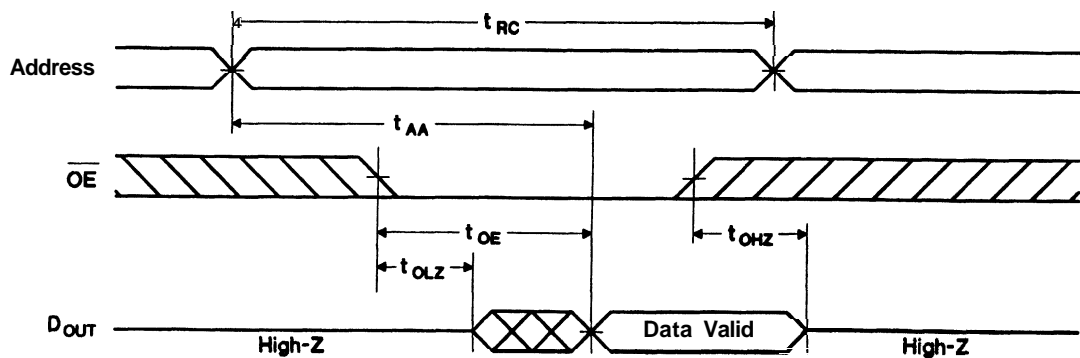 t RC
Address
t AA
OE
t OE
t OHZ
t OLZ
D OUT
High-Z
Data Valid
High-Z